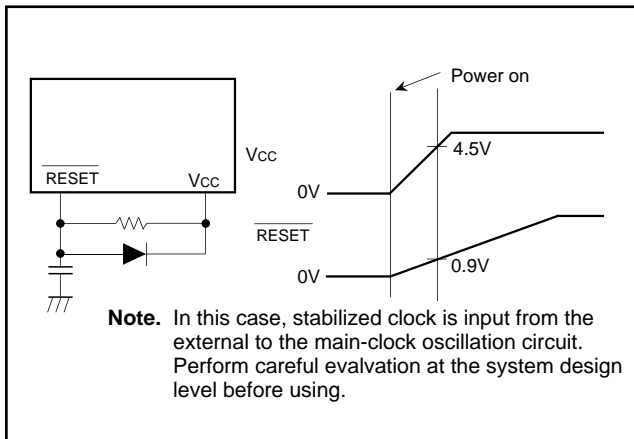 Power on
VCC
4.5V
RESET
VCC
0V
RESET
0.9V
0V
Note. In this case, stabilized clock is input from the
external to the main-clock oscillation circuit.
Perform careful evalvation at the system design
level before using.